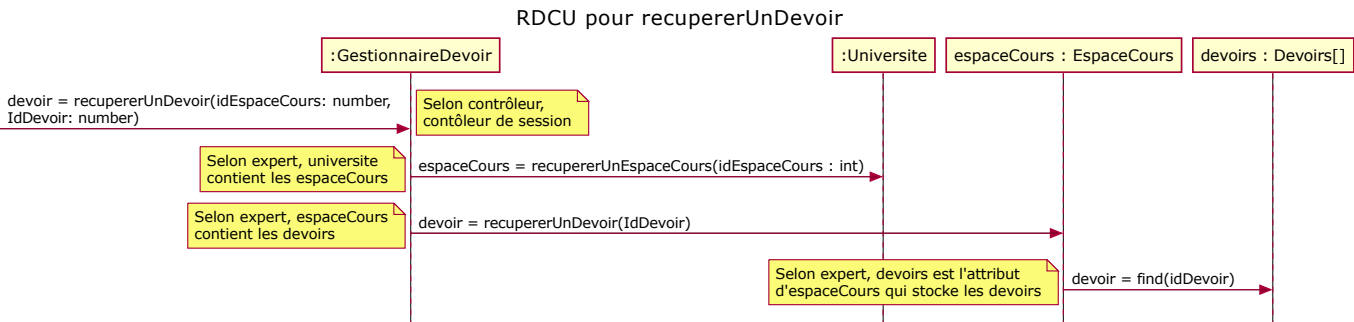 RDCU pour recupererUnDevoir
:GestionnaireDevoir
:Universite
espaceCours : EspaceCours
devoirs : Devoirs[]
devoir = recupererUnDevoir(idEspaceCours: number,
IdDevoir: number)
Selon contrôleur,
contôleur de session
Selon expert, universite
contient les espaceCours
espaceCours = recupererUnEspaceCours(idEspaceCours : int)
Selon expert, espaceCours
contient les devoirs
devoir = recupererUnDevoir(IdDevoir)
Selon expert, devoirs est l'attribut
d'espaceCours qui stocke les devoirs
devoir = find(idDevoir)